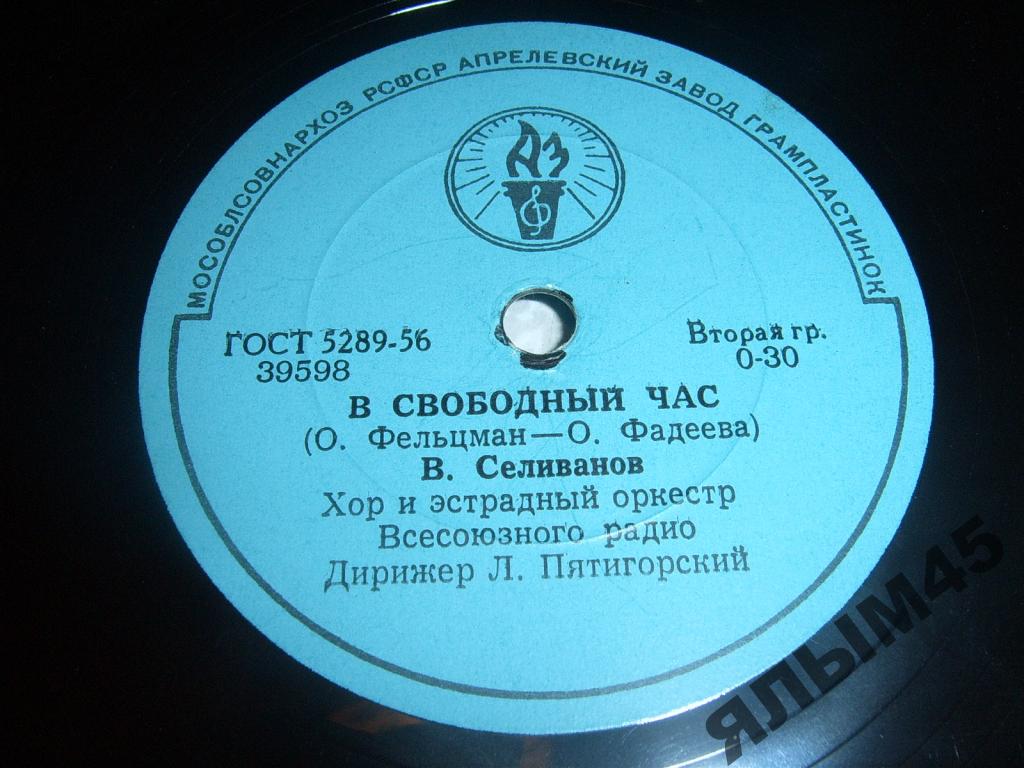 МОСОБЛСОВНАРХОЗ РСФСР АПРЕЛЕВСКИЙ ЗАВОД ГРАМПЛАСТИНОК
АЗ
ГОСТ 5289-56
39598
Вторая гр.
0-30
В СВОБОДНЫЙ ЧАС
(О. Фельцман—О. Фадеева)
В. Селиванов
Хор и эстрадный оркестр
Всесоюзного радио
Дирижер Л. Пятигорский
ЯЛЫМ45